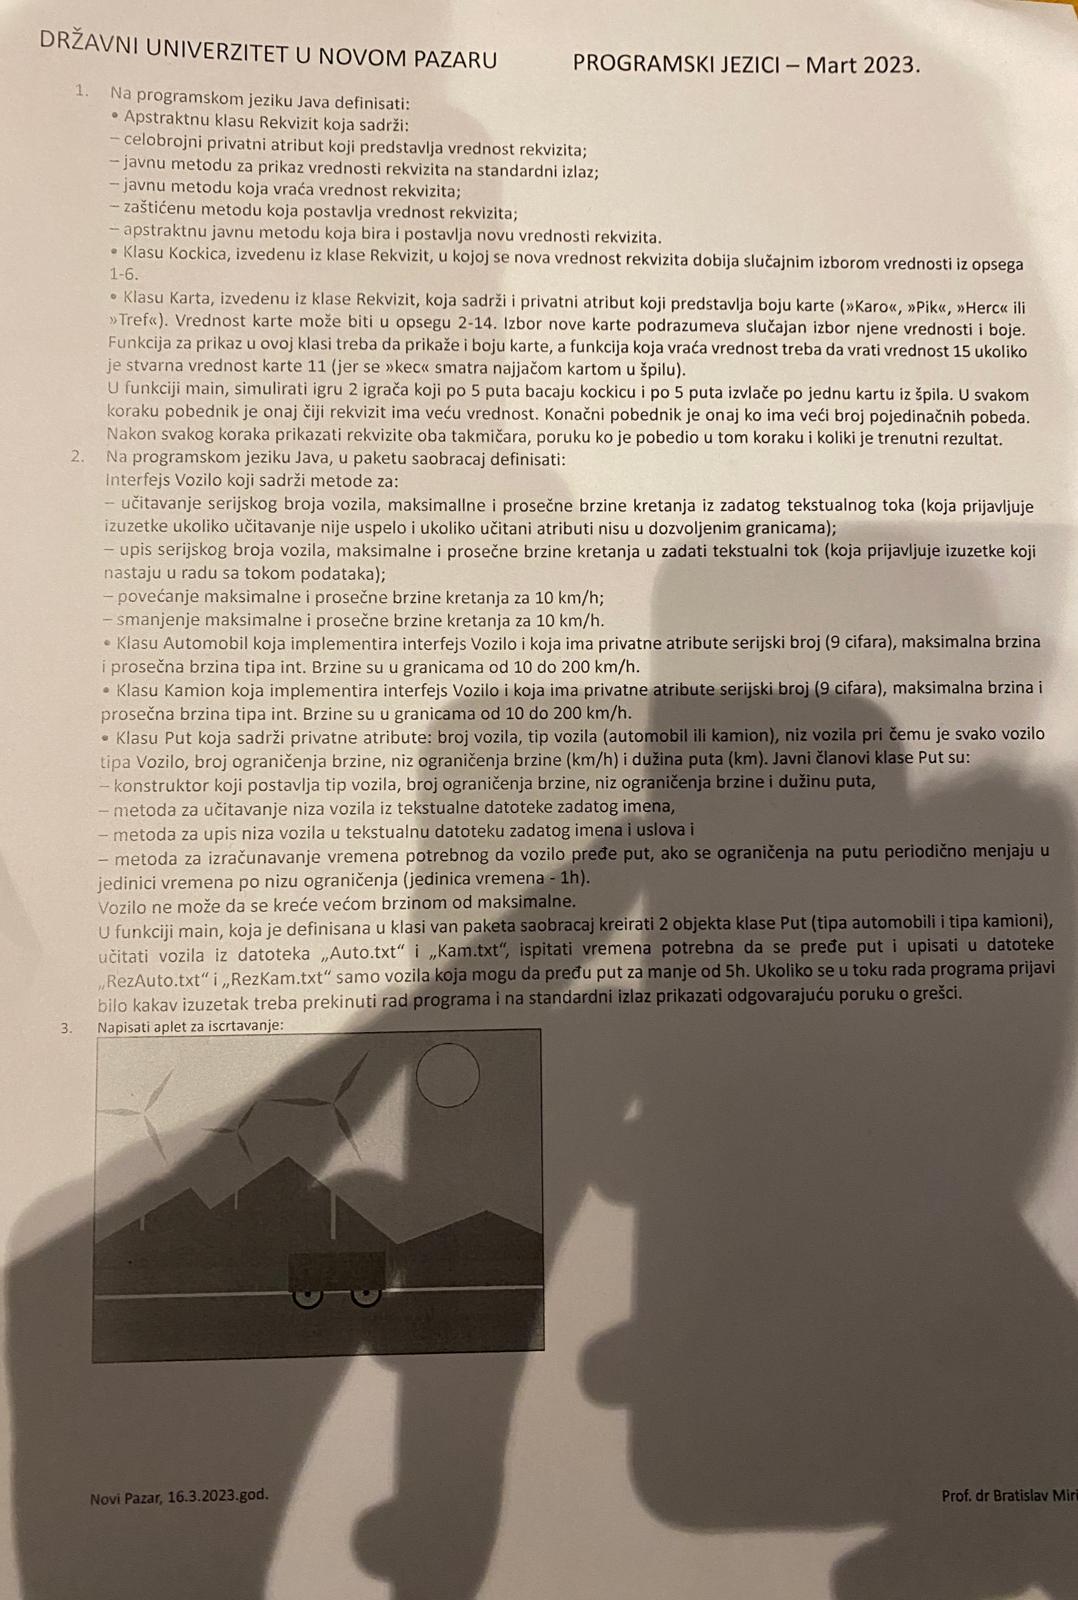 DRŽAVNI UNIVERZITET U NOVOM PAZARU PROGRAMSKI JEZICI – Mart 2023.
1. Na programskom jeziku Java definisati:
• Apstraktnu klasu Rekvizit koja sadrži:
– celobrojni privatni atribut koji predstavlja vrednost rekvizita;
– javnu metodu za prikaz vrednosti rekvizita na standardni izlaz;
– javnu metodu koja vraća vrednost rekvizita;
– zaštićenu metodu koja postavlja vrednost rekvizita;
– apstraktnu javnu metodu koja bira i postavlja novu vrednosti rekvizita.
• Klasu Kockica, izvedenu iz klase Rekvizit, u kojoj se nova vrednost rekvizita dobija slučajnim izborom vrednosti iz opsega
1-6.
• Klasu Karta, izvedenu iz klase Rekvizit, koja sadrži i privatni atribut koji predstavlja boju karte (»Karo«, »Pik«, »Herc« ili
»Tref«). Vrednost karte može biti u opsegu 2-14. Izbor nove karte podrazumeva slučajan izbor njene vrednosti i boje.
Funkcija za prikaz u ovoj klasi treba da prikaže i boju karte, a funkcija koja vraća vrednost treba da vrati vrednost 15 ukoliko
je stvarna vrednost karte 11 (jer se »kec« smatra najjačom kartom u špilu).
U funkciji main, simulirati igru 2 igrača koji po 5 puta bacaju kockicu i po 5 puta izvlače po jednu kartu iz špila. U svakom
koraku pobednik je onaj čiji rekvizit ima veću vrednost. Konačni pobednik je onaj ko ima veći broj pojedinačnih pobeda.
Nakon svakog koraka prikazati rekvizite oba takmičara, poruku ko je pobedio u tom koraku i koliki je trenutni rezultat.
2. Na programskom jeziku Java, u paketu saobracaj definisati:
Interfejs Vozilo koji sadrži metode za:
– učitavanje serijskog broja vozila, maksimallne i prosečne brzine kretanja iz zadatog tekstualnog toka (koja prijavljuje
izuzetke ukoliko učitavanje nije uspelo i ukoliko učitani atributi nisu u dozvoljenim granicama);
– upis serijskog broja vozila, maksimalne i prosečne brzine kretanja u zadati tekstualni tok (koja prijavljuje izuzetke koji
nastaju u radu sa tokom podataka);
– povećanje maksimalne i prosečne brzine kretanja za 10 km/h;
– smanjenje maksimalne i prosečne brzine kretanja za 10 km/h.
• Klasu Automobil koja implementira interfejs Vozilo i koja ima privatne atribute serijski broj (9 cifara), maksimalna brzina
i prosečna brzina tipa int. Brzine su u granicama od 10 do 200 km/h.
• Klasu Kamion koja implementira interfejs Vozilo i koja ima privatne atribute serijski broj (9 cifara), maksimalna brzina i
prosečna brzina tipa int. Brzine su u granicama od 10 do 200 km/h.
• Klasu Put koja sadrži privatne atribute: broj vozila, tip vozila (automobil ili kamion), niz vozila pri čemu je svako vozilo
tipa Vozilo, broj ograničenja brzine, niz ograničenja brzine (km/h) i dužina puta (km). Javni članovi klase Put su:
– konstruktor koji postavlja tip vozila, broj ograničenja brzine, niz ograničenja brzine i dužinu puta,
– metoda za učitavanje niza vozila iz tekstualne datoteke zadatog imena,
– metoda za upis niza vozila u tekstualnu datoteku zadatog imena i uslova i
– metoda za izračunavanje vremena potrebnog da vozilo pređe put, ako se ograničenja na putu periodično menjaju u
jedinici vremena po nizu ograničenja (jedinica vremena - 1h).
Vozilo ne može da se kreće većom brzinom od maksimalne.
U funkciji main, koja je definisana u klasi van paketa saobracaj kreirati 2 objekta klase Put (tipa automobili i tipa kamioni),
učitati vozila iz datoteka „Auto.txt“ i „Kam.txt“, ispitati vremena potrebna da se pređe put i upisati u datoteke
„RezAuto.txt“ i „RezKam.txt“ samo vozila koja mogu da pređu put za manje od 5h. Ukoliko se u toku rada programa prijavi
bilo kakav izuzetak treba prekinuti rad programa i na standardni izlaz prikazati odgovarajuću poruku o grešci.
3. Napisati aplet za iscrtavanje:
Novi Pazar, 16.3.2023.god. Prof. dr Bratislav Miri